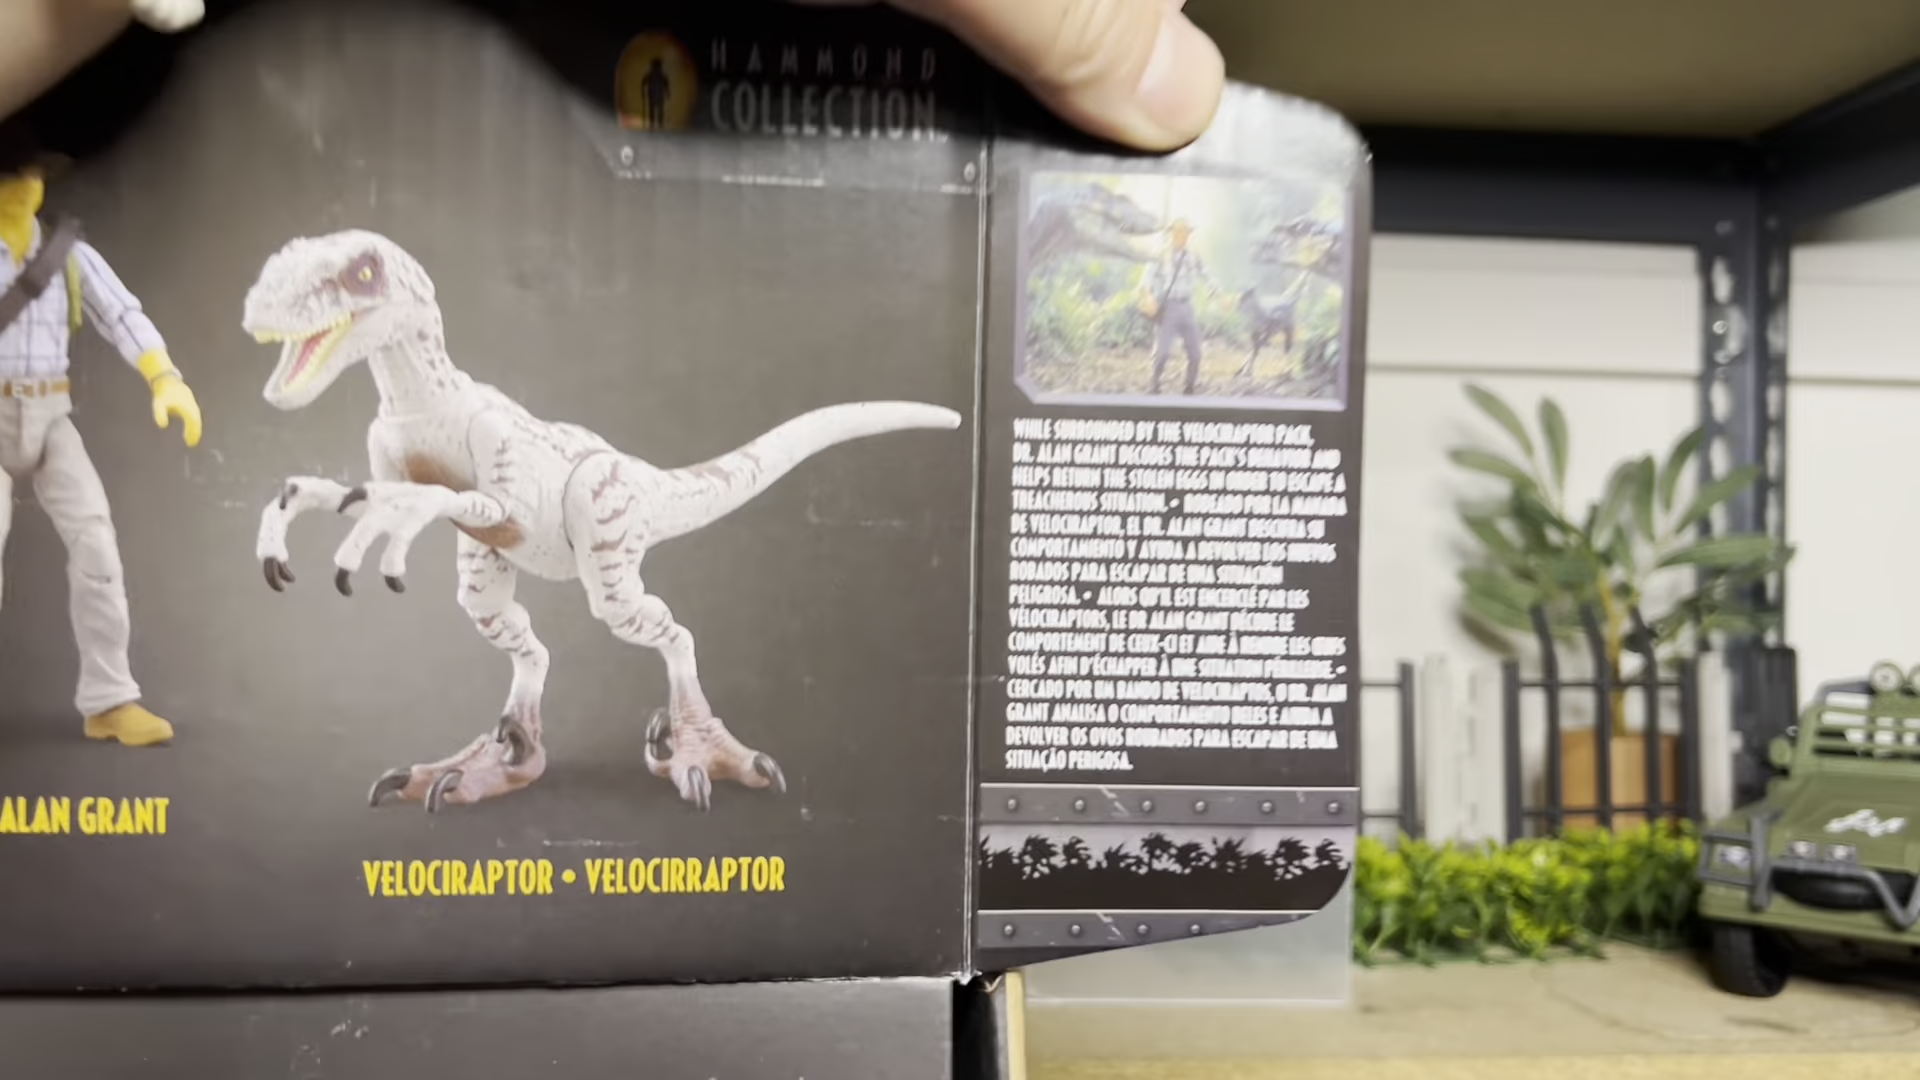 HAMMOND
COLLECTION
WHILE SURROUNDED BY THE VELOCIRAPTOR PACK,
DR. ALAN GRANT DECODES THE PACK'S BEHAVIOR AND
HELPS RETURN THE STOLEN EGGS IN ORDER TO ESCAPE A
TREACHEROUS SITUATION. • RODEADO POR LA MANADA
DE VELOCIRAPTOR, EL DR. ALAN GRANT DESCIFRA SU
COMPORTAMIENTO Y AYUDA A DEVOLVER LOS HUEVOS
ROBADOS PARA ESCAPAR DE UNA SITUACIÓN
PELIGROSA. • ALORS QU'IL EST ENCERCLÉ PAR LES
VÉLOCIRAPTORS, LE DR ALAN GRANT DÉCODE LE
COMPORTEMENT DE CEUX-CI ET AIDE À RENDRE LES ŒUFS
VOLÉS AFIN D'ÉCHAPPER À UNE SITUATION PÉRILLEUSE. •
CERCADO POR UM BANDO DE VELOCIRAPTOS, O DR. ALAN
GRANT ANALISA O COMPORTAMENTO DELES E AJUDA A
DEVOLVER OS OVOS ROUBADOS PARA ESCAPAR DE UMA
SITUAÇÃO PERIGOSA.
ALAN GRANT
VELOCIRAPTOR • VELOCIRRAPTOR